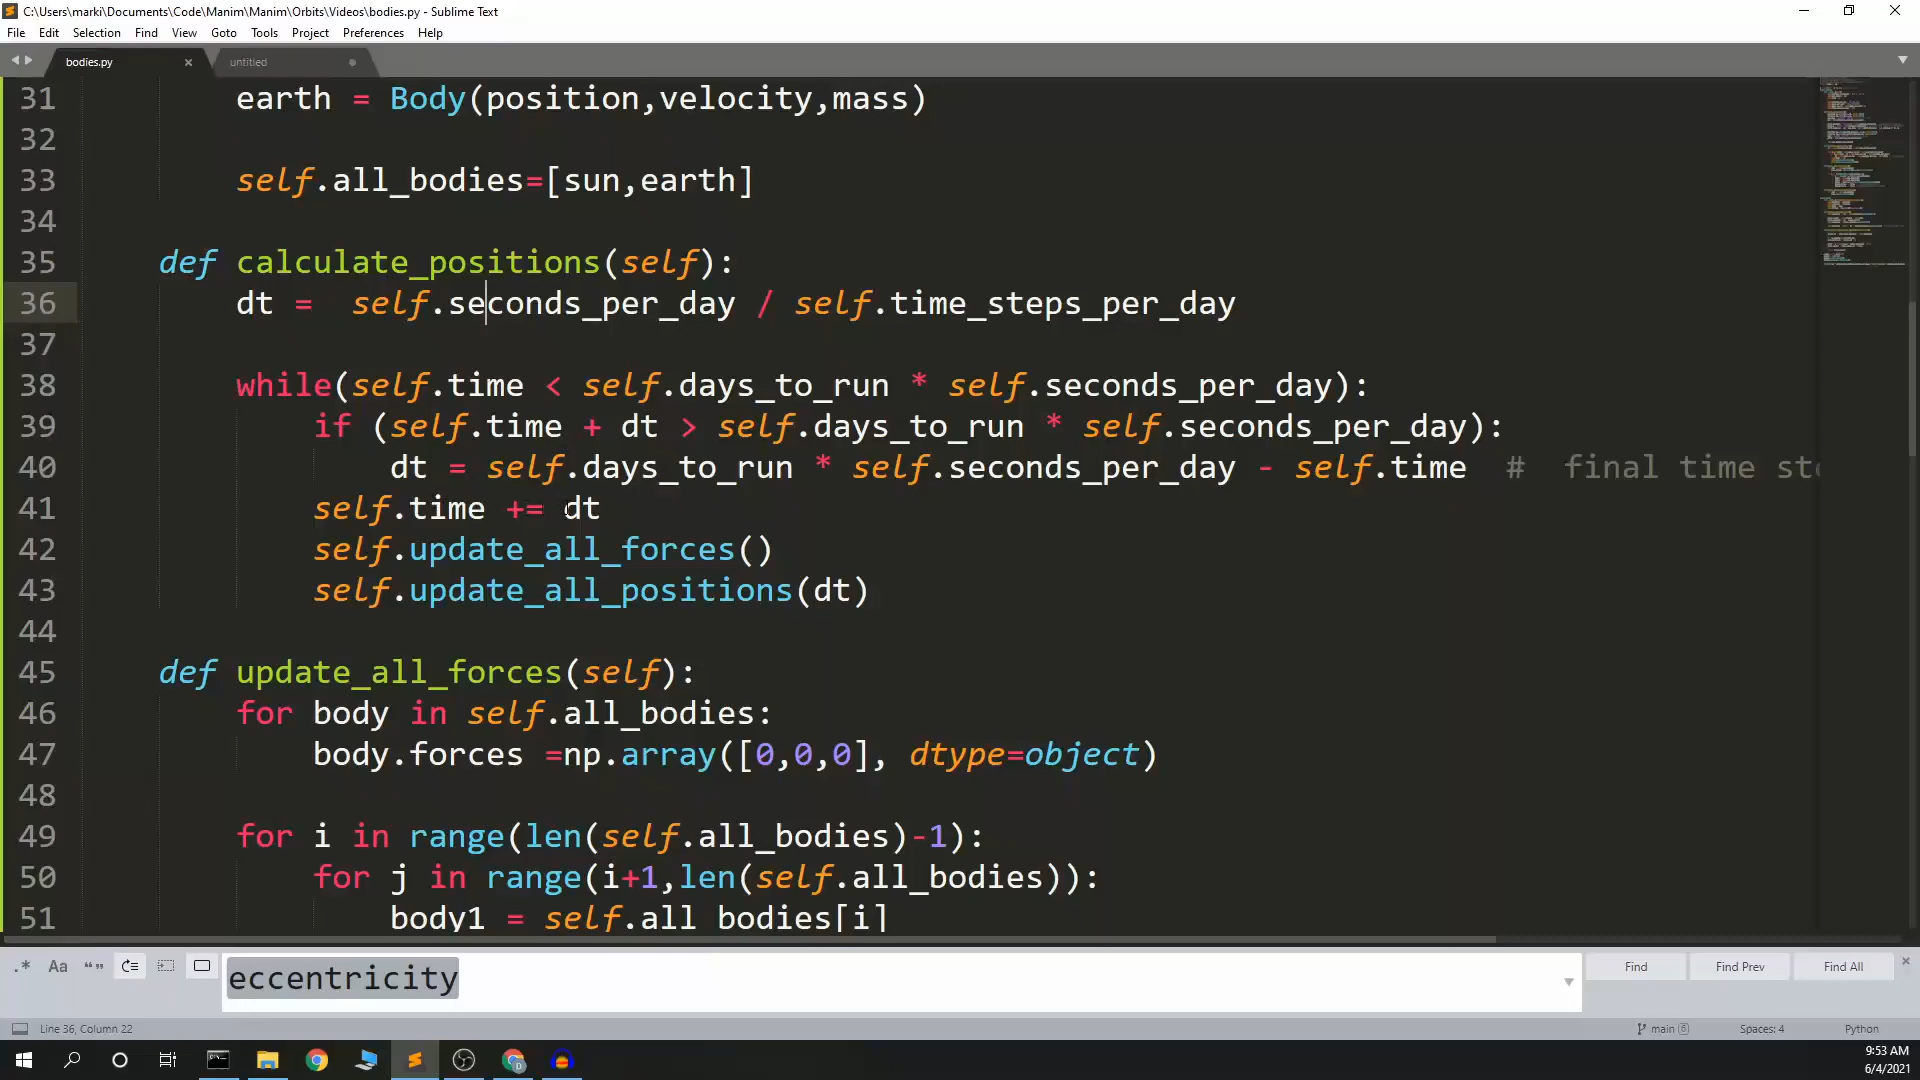 C:\Users\marki\Documents\Code\Manim\Manim\Orbits\Videos\bodies.py - Sublime Text
File Edit Selection Find View Goto Tools Project Preferences Help
bodies.py untitled
31 earth = Body(position,velocity,mass)
32
33 self.all_bodies=[sun,earth]
34
35 def calculate_positions(self):
36 dt =  self.seconds_per_day / self.time_steps_per_day
37
38 while(self.time < self.days_to_run * self.seconds_per_day):
39 if (self.time + dt > self.days_to_run * self.seconds_per_day):
40 dt = self.days_to_run * self.seconds_per_day - self.time  #  final time st
41 self.time += dt
42 self.update_all_forces()
43 self.update_all_positions(dt)
44
45 def update_all_forces(self):
46 for body in self.all_bodies:
47 body.forces =np.array([0,0,0], dtype=object)
48
49 for i in range(len(self.all_bodies)-1):
50 for j in range(i+1,len(self.all_bodies)):
51 body1 = self.all_bodies[i]
.* Aa “” eccentricity Find Find Prev Find All
Line 36, Column 22 main 6 Spaces: 4 Python
9:53 AM
6/4/2021